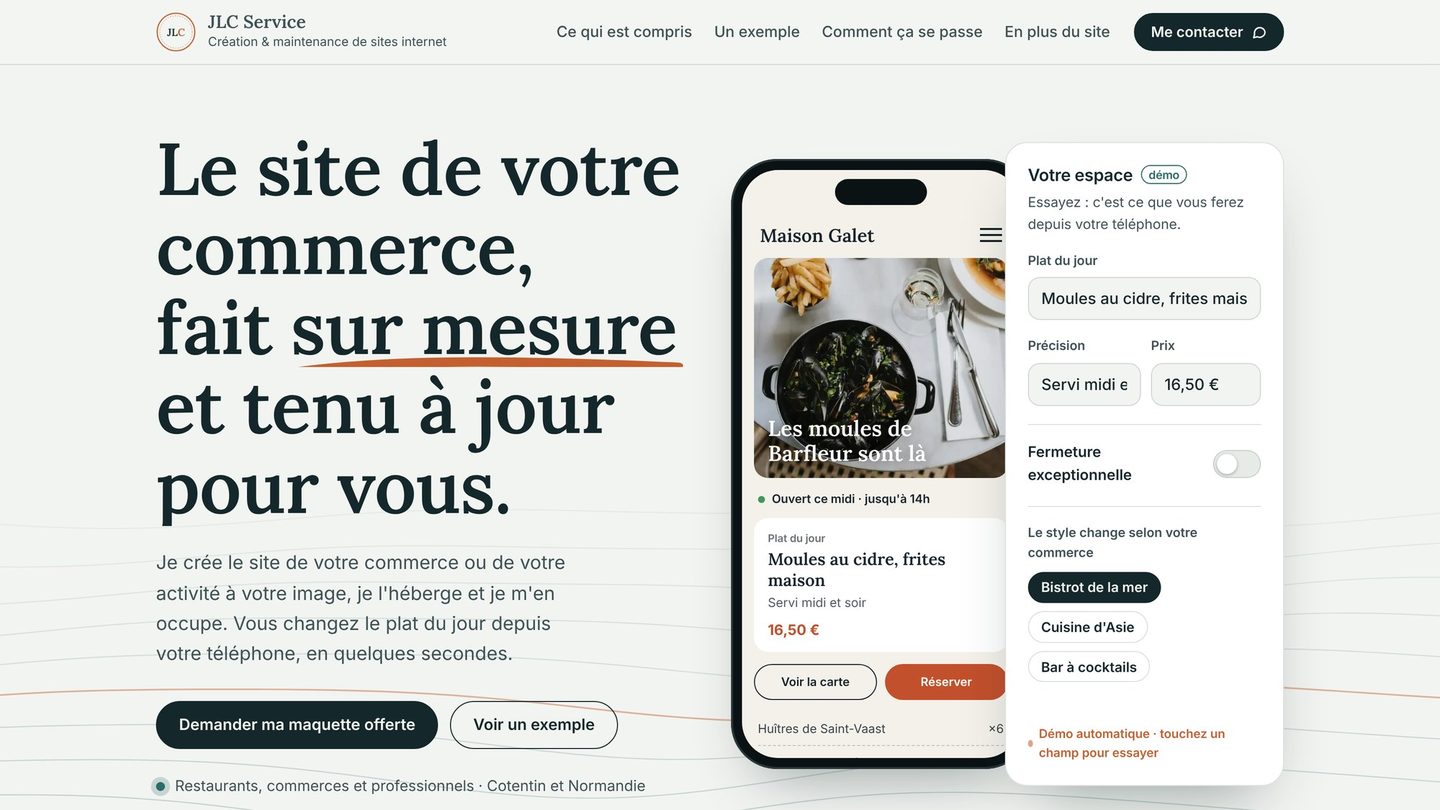 JLC
JLC Service
Création & maintenance de sites internet
Ce qui est compris
Un exemple
Comment ça se passe
En plus du site
Me contacter
Le site de votre
commerce,
fait sur mesure
et tenu à jour
pour vous.
Je crée le site de votre commerce ou de votre
activité à votre image, je l'héberge et je m'en
occupe. Vous changez le plat du jour depuis
votre téléphone, en quelques secondes.
Demander ma maquette offerte
Voir un exemple
Restaurants, commerces et professionnels · Cotentin et Normandie
Maison Galet
Les moules de
Barfleur sont là
Ouvert ce midi · jusqu'à 14h
Plat du jour
Moules au cidre, frites
maison
Servi midi et soir
16,50 €
Voir la carte
Réserver
Huîtres de Saint-Vaast
×6
Votre espace
démo
Essayez : c'est ce que vous ferez
depuis votre téléphone.
Plat du jour
Moules au cidre, frites mais
Précision
Prix
Servi midi e
16,50 €
Fermeture
exceptionnelle
Le style change selon votre
commerce
Bistrot de la mer
Cuisine d'Asie
Bar à cocktails
Démo automatique · touchez un
champ pour essayer